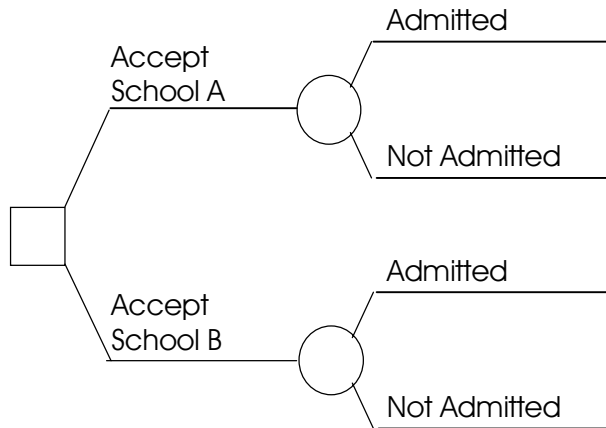 Admitted
Accept
School A
Not Admitted
Admitted
Accept
School B
Not Admitted